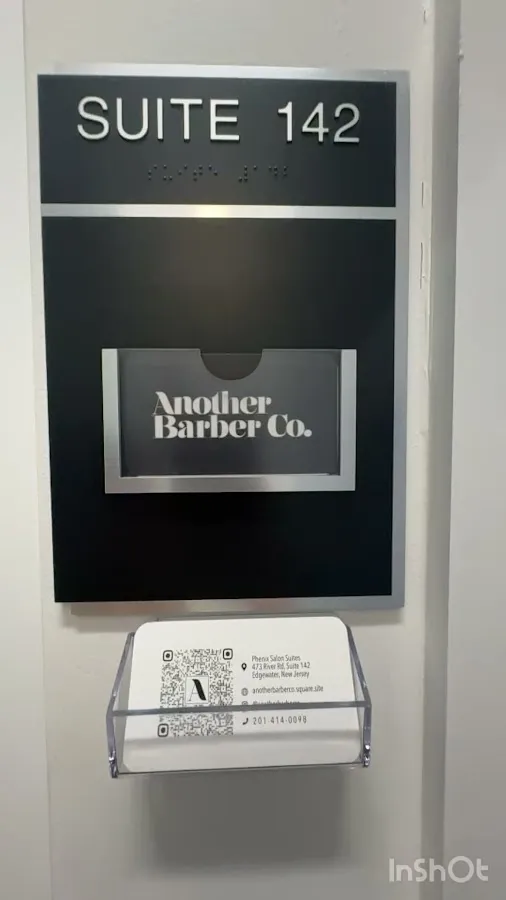 SUITE 142
Another
Barber Co.
Phenix Salon Suites
473 River Rd, Suite 142
Edgewater, New Jersey
anotherbarberco.square.site
201 414-0098
A
InShOt